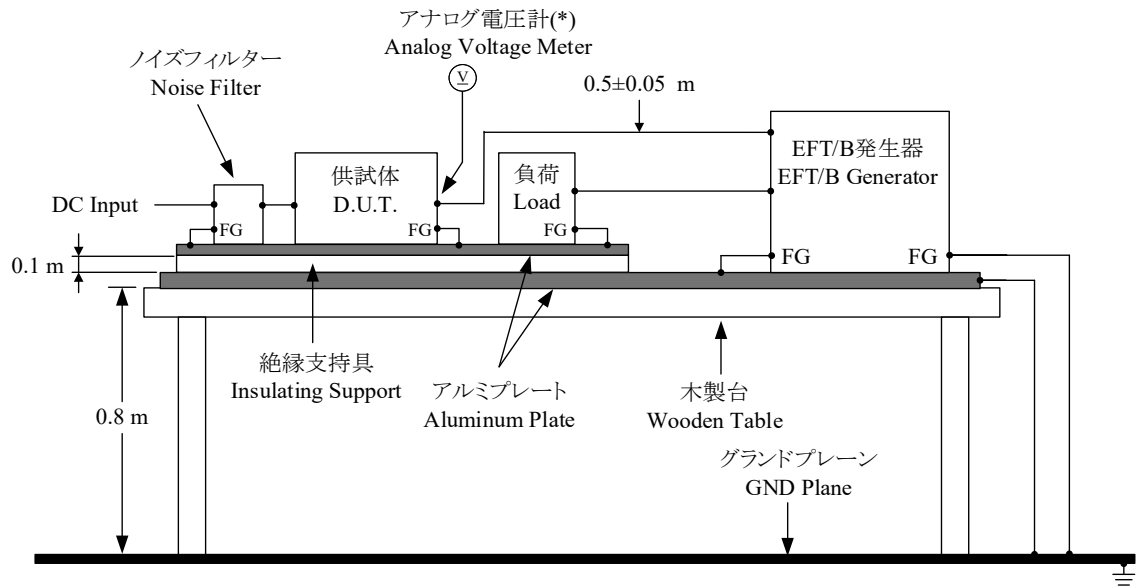 アナログ電圧計(*)
Analog Voltage Meter
V
ノイズフィルター
Noise Filter
0.5±0.05 m
EFT/B発生器
EFT/B Generator
供試体
D.U.T.
負荷
Load
DC Input
FG
FG
FG
FG
FG
0.1 m
絶縁支持具
Insulating Support
アルミプレート
Aluminum Plate
木製台
Wooden Table
0.8 m
グランドプレーン
GND Plane